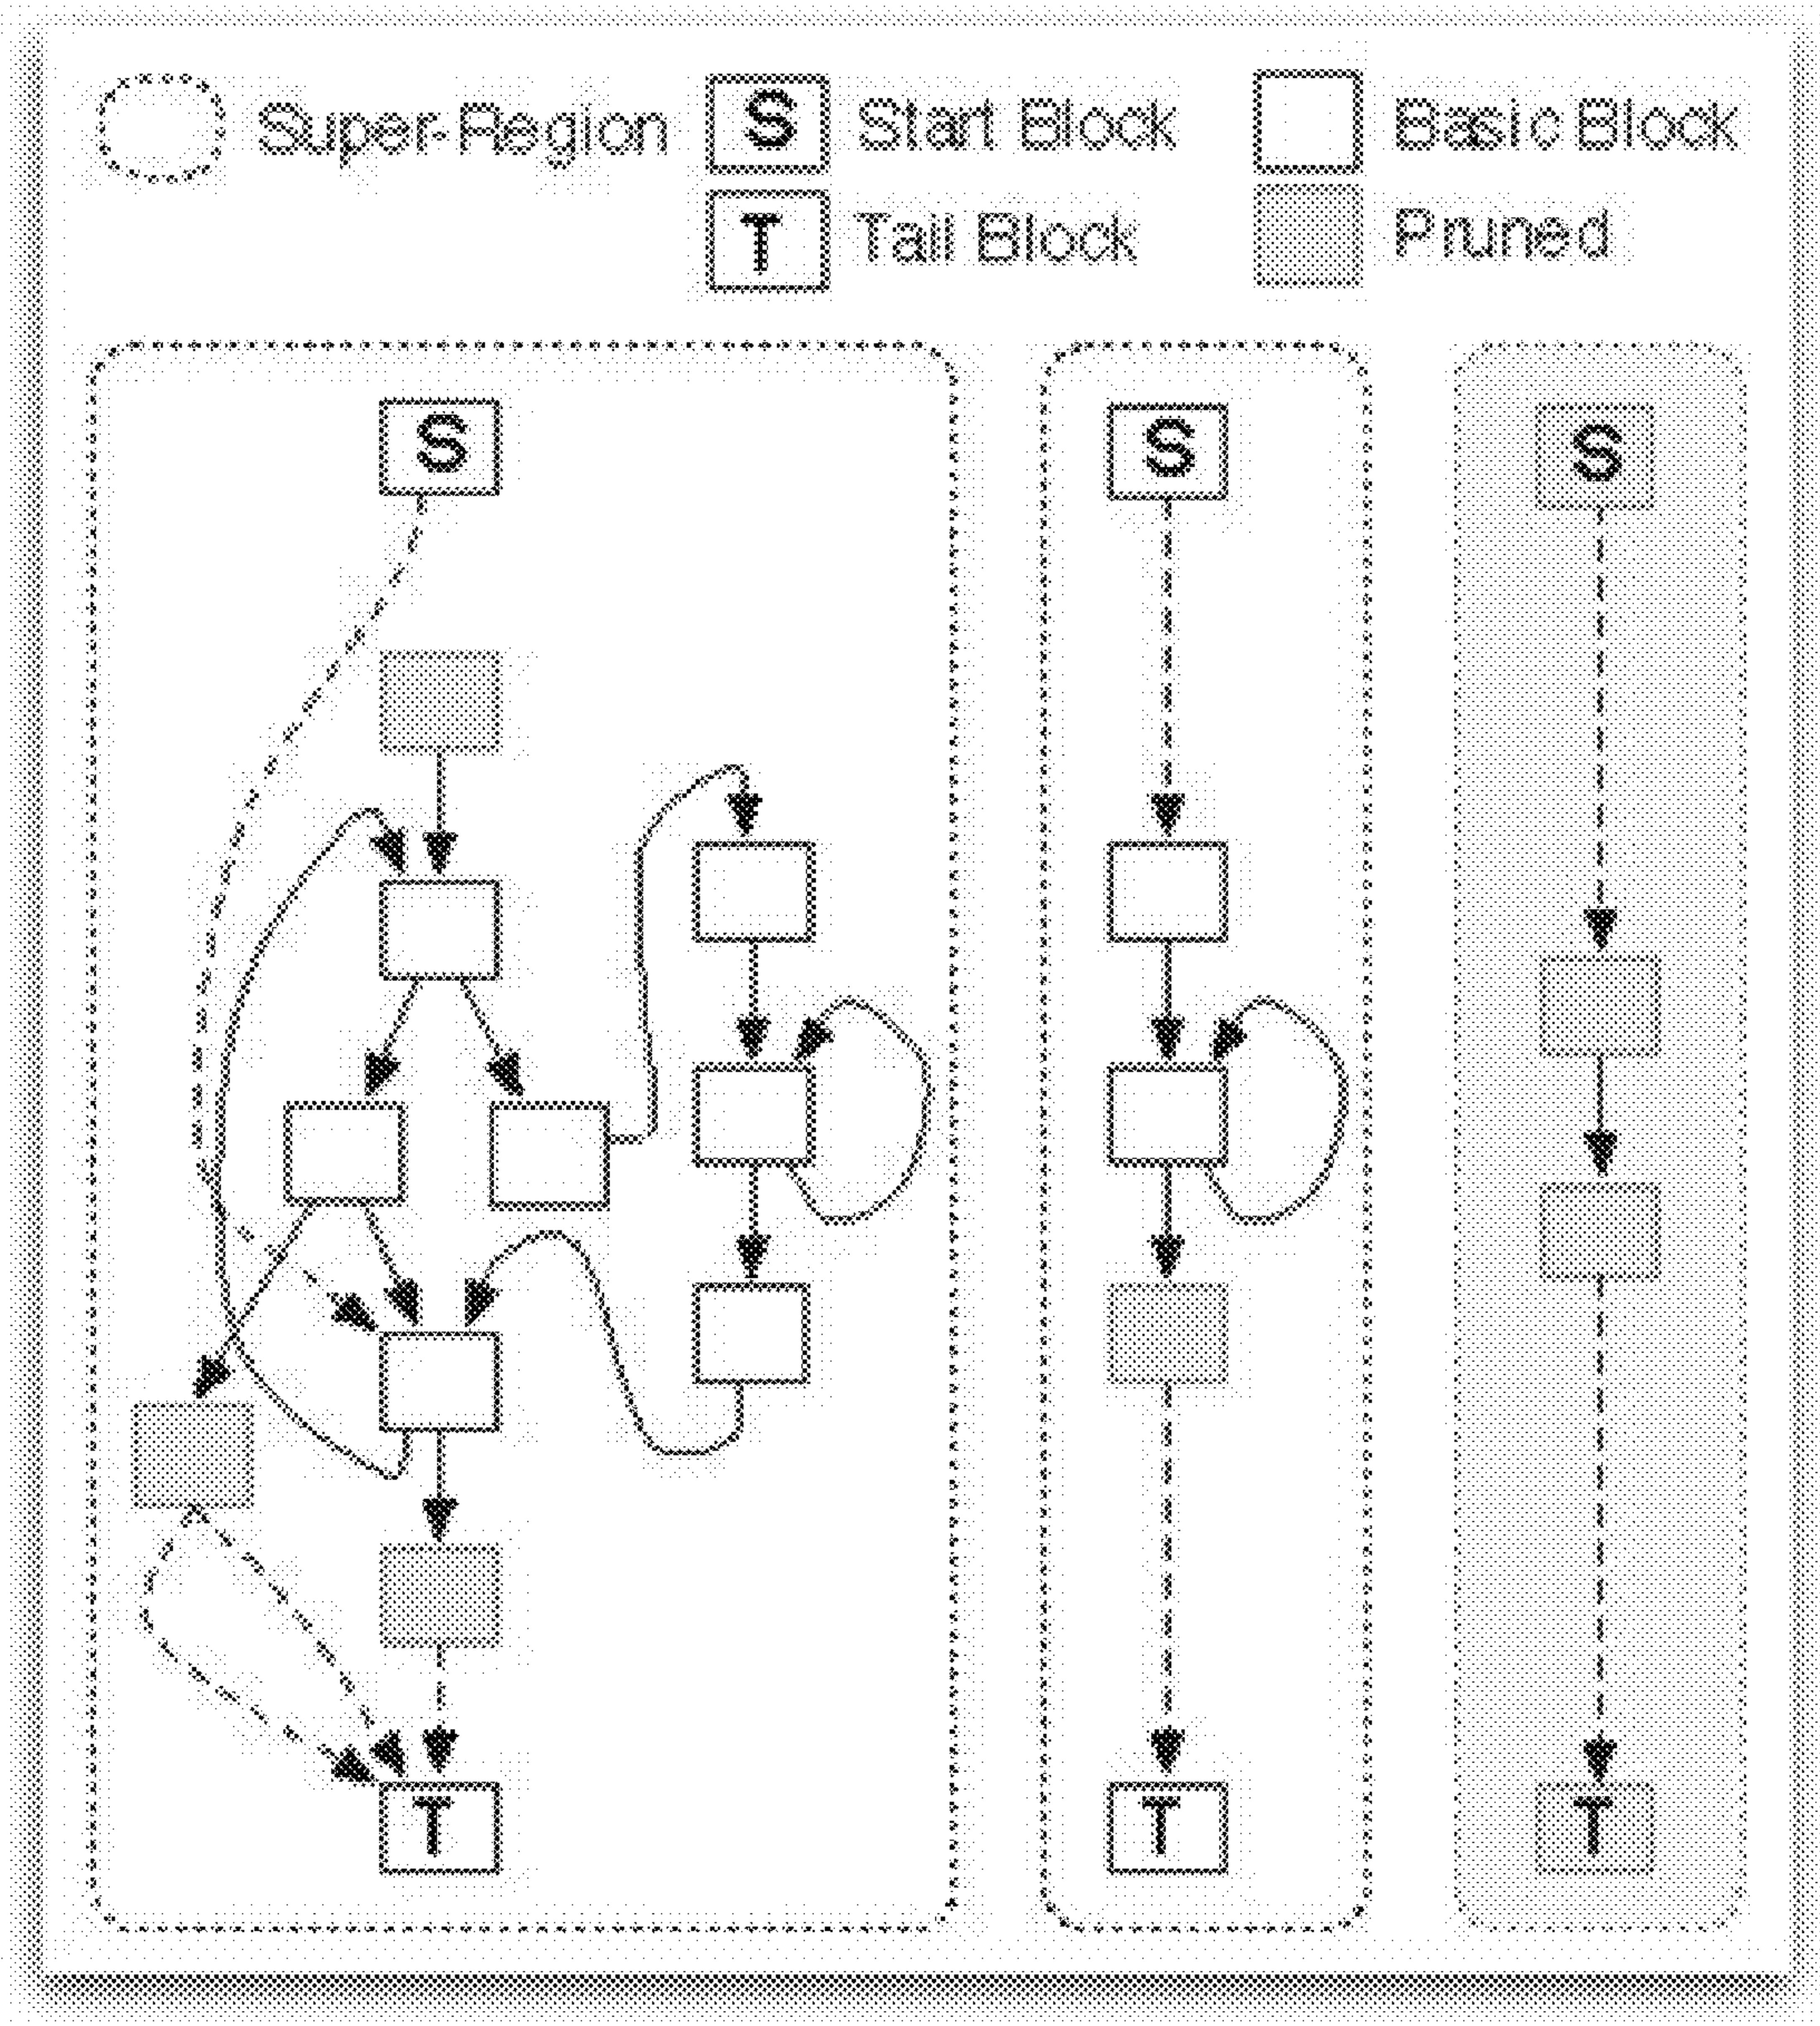 Super-Region S Start Block Basic Block
T Tail Block Pruned
S S S
T T T